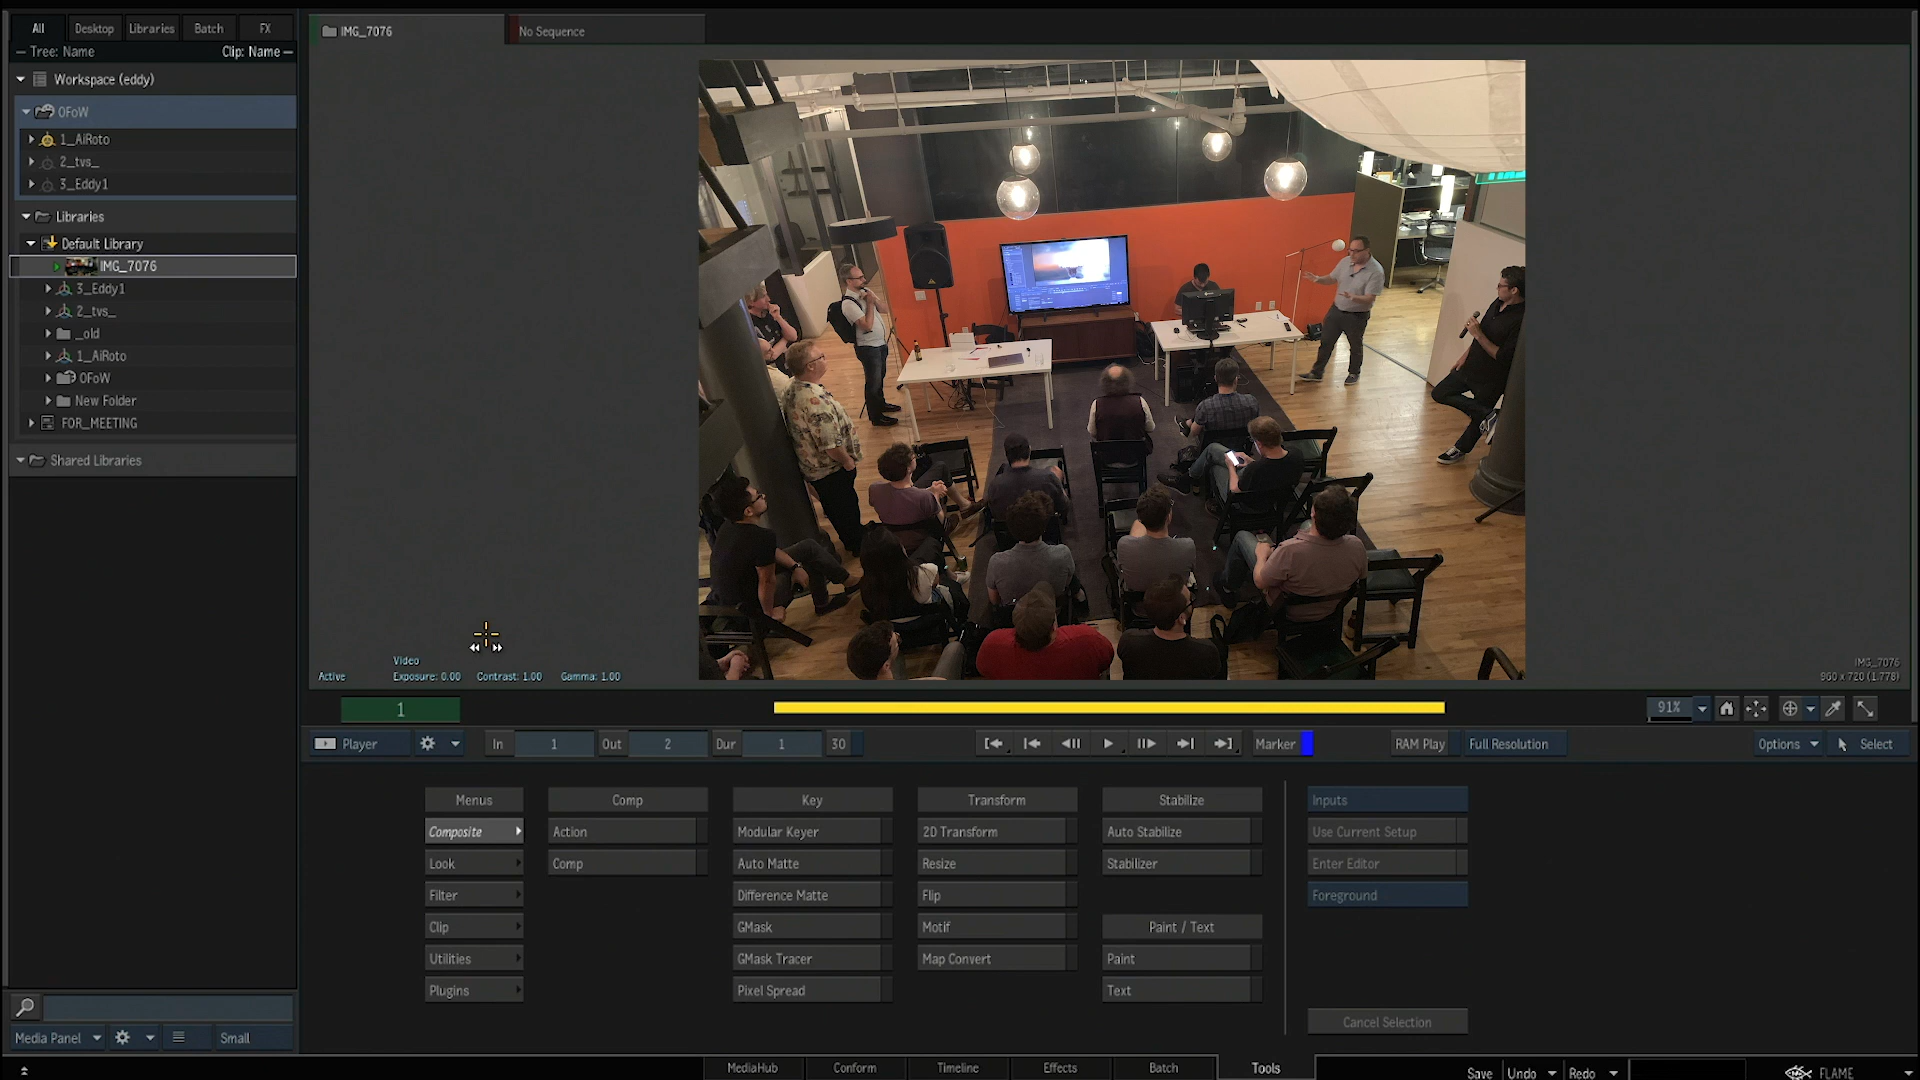 All Desktop Libraries Batch FX
Tree: Name Clip: Name
Workspace (eddy)
OFoW
1_AiRoto
2_tvs_
3_Eddy1
Libraries
Default Library
IMG_7076
3_Eddy1
2_tvs_
_old
1_AiRoto
OFoW
New Folder
FOR_MEETING
Shared Libraries
Media Panel Small
IMG_7076 No Sequence
Video
Active Exposure: 0.00 Contrast: 1.00 Gamma: 1.00
IMG_7076
960 x 720 (1.778)
1 91%
Player In 1 Out 2 Dur 1 30 Marker RAM Play Full Resolution Options Select
Menus Comp Key Transform Stabilize Inputs
Composite Action Modular Keyer 2D Transform Auto Stabilize Use Current Setup
Look Comp Auto Matte Resize Stabilizer Enter Editor
Filter Difference Matte Flip Foreground
Clip GMask Motif Paint / Text
Utilities GMask Tracer Map Convert Paint
Plugins Pixel Spread Text
Cancel Selection
MediaHub Conform Timeline Effects Batch Tools Save Undo Redo FLAME